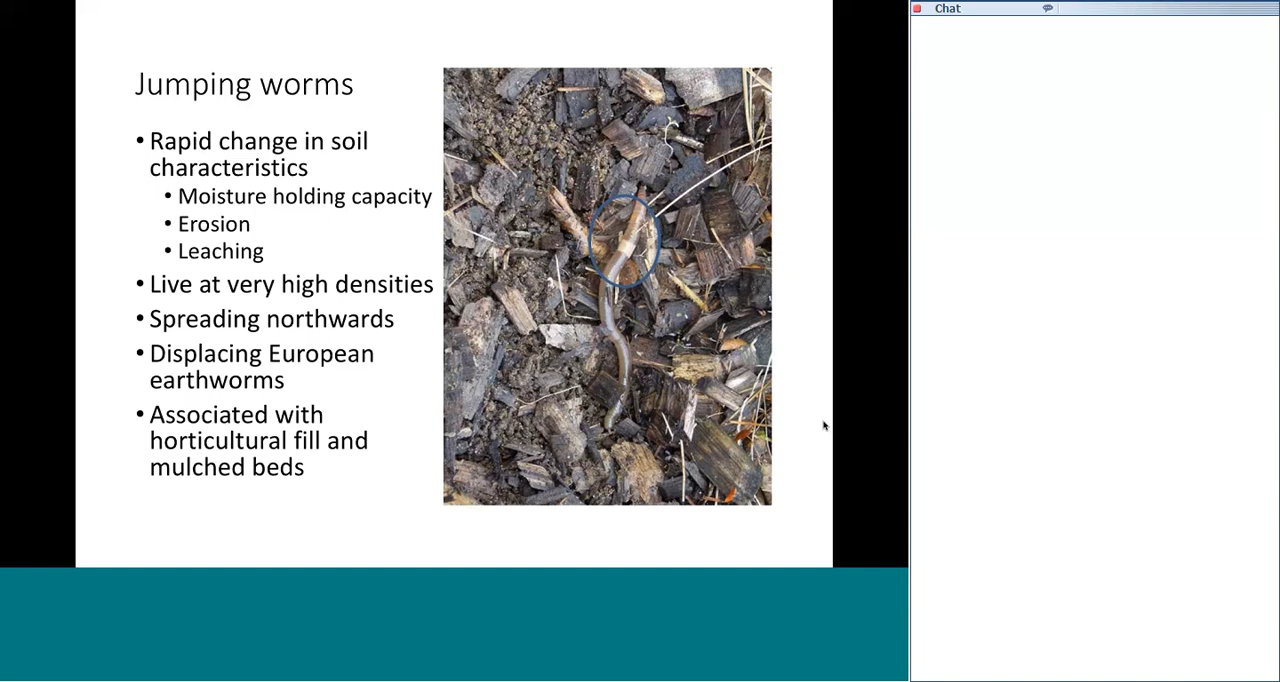 Chat
Jumping worms
• Rapid change in soil
characteristics
• Moisture holding capacity
• Erosion
• Leaching
• Live at very high densities
• Spreading northwards
• Displacing European
earthworms
• Associated with
horticultural fill and
mulched beds